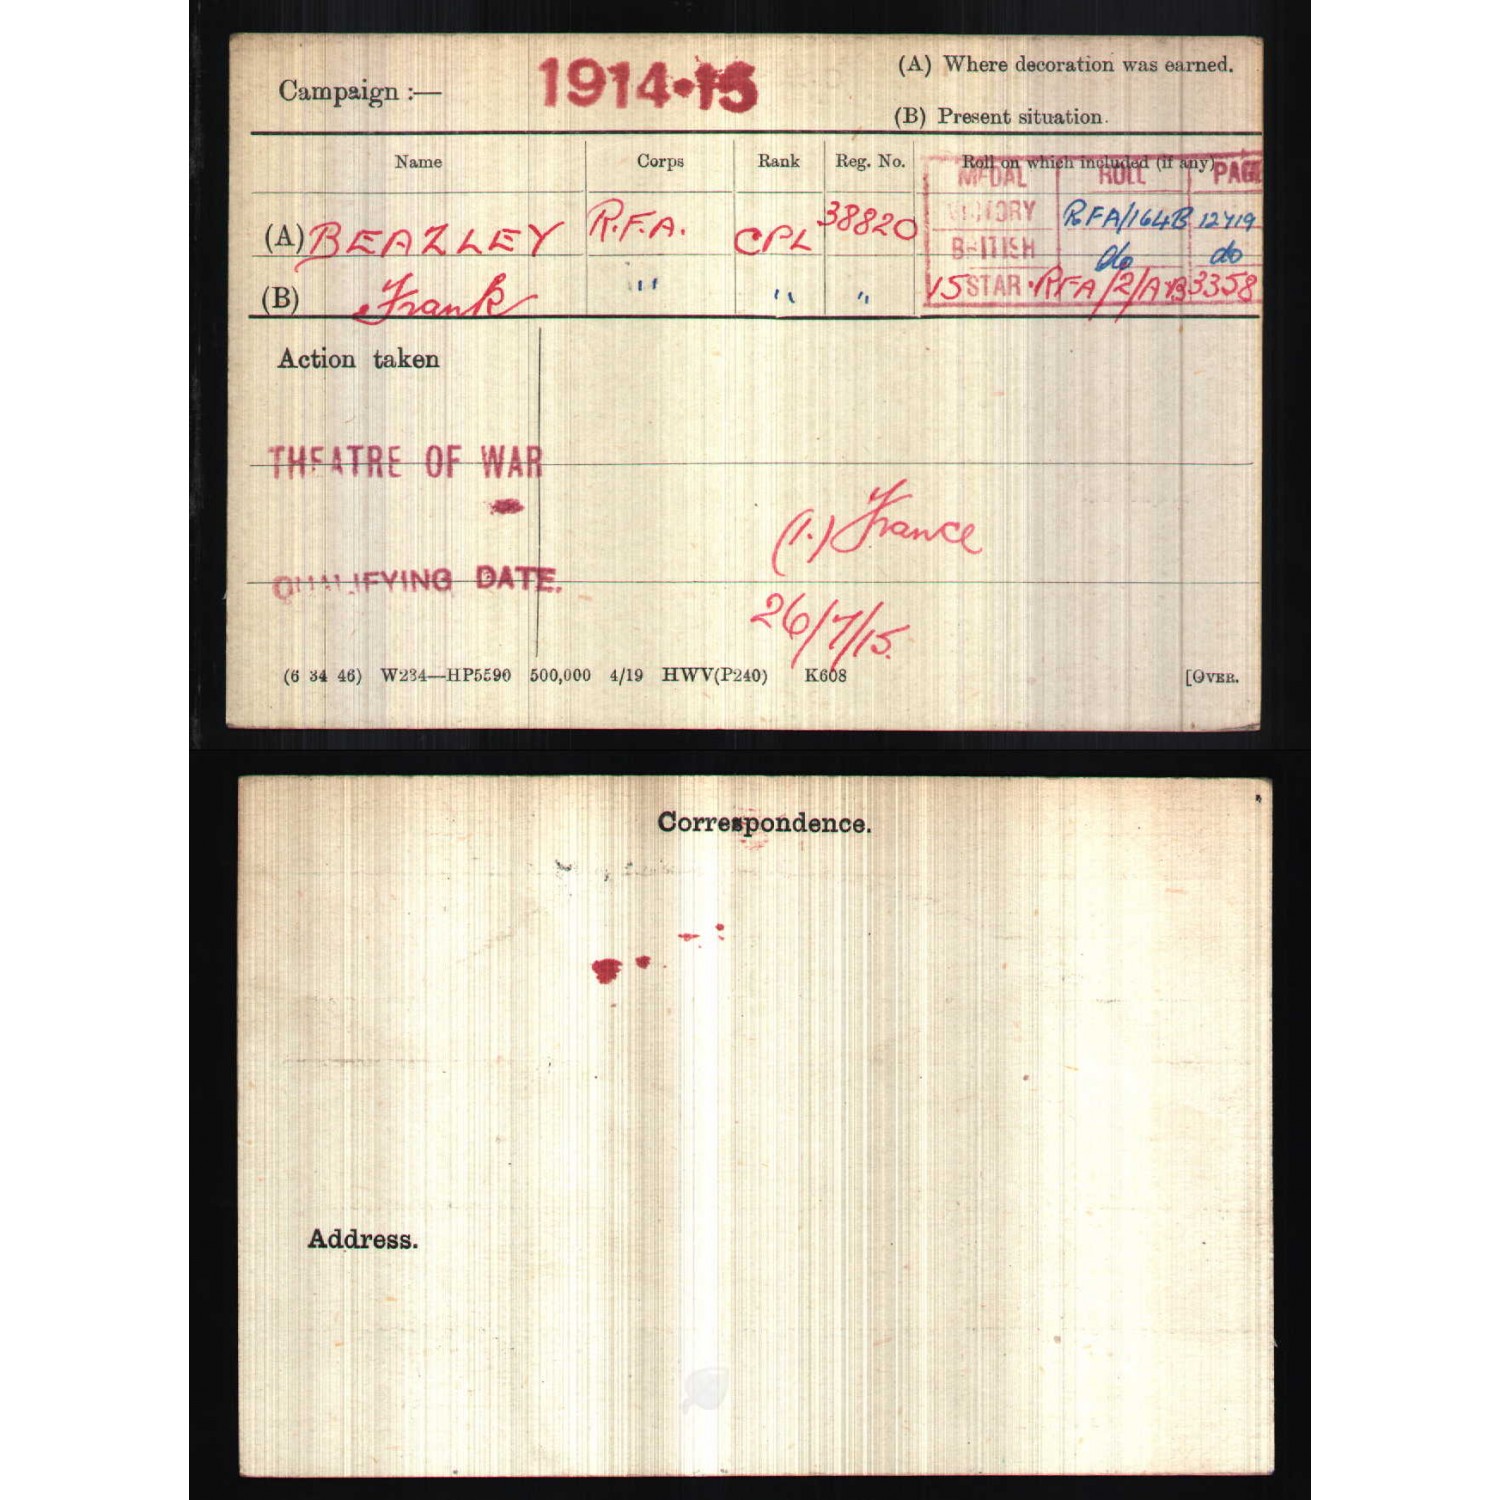 Campaign :— 1914·15 (A) Where decoration was earned.
(B) Present situation.
Name Corps Rank Reg. No. Roll on which included (if any)
MEDAL ROLL PAGE
(A) BEAZLEY R.F.A. CPL 38820 VICTORY RFA/164B 12419
BRITISH do do
(B) Frank " " " 15 STAR RFA/2/AB 3358
Action taken
THEATRE OF WAR
(1.) France
QUALIFYING DATE.
26/7/15.
(6 34 46) W234—HP5590 500,000 4/19 HWV(P240) K608 [OVER.
Correspondence.
Address.